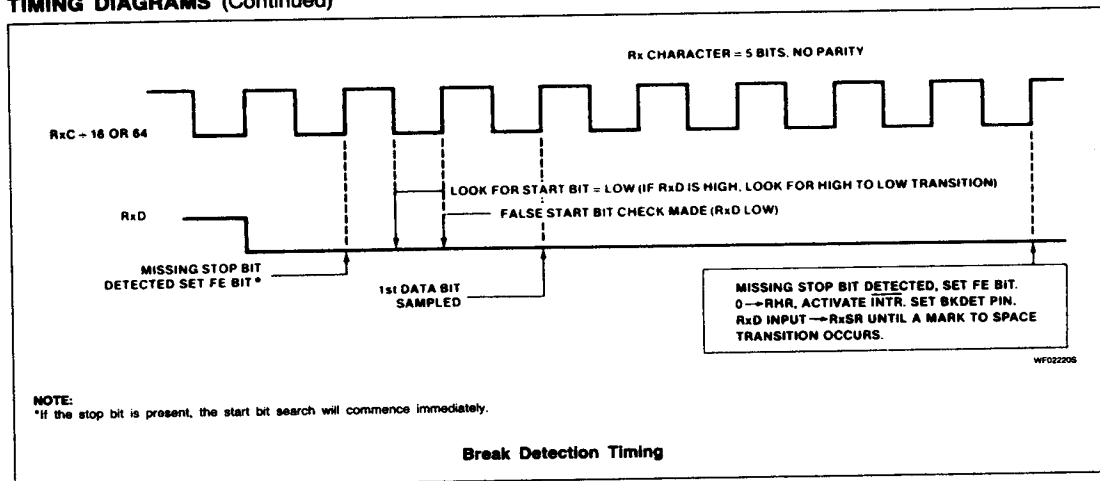 TIMING DIAGRAMS (Continued)
Rx CHARACTER = 5 BITS, NO PARITY
RxC ÷ 16 OR 64
LOOK FOR START BIT = LOW (IF RxD IS HIGH, LOOK FOR HIGH TO LOW TRANSITION)
RxD
FALSE START BIT CHECK MADE (RxD LOW)
MISSING STOP BIT
DETECTED SET FE BIT*
1st DATA BIT
SAMPLED
MISSING STOP BIT DETECTED, SET FE BIT.
0→RHR, ACTIVATE INTR. SET BKDET PIN.
RxD INPUT→RxSR UNTIL A MARK TO SPACE
TRANSITION OCCURS.
WF02220S
NOTE:
*If the stop bit is present, the start bit search will commence immediately.
Break Detection Timing